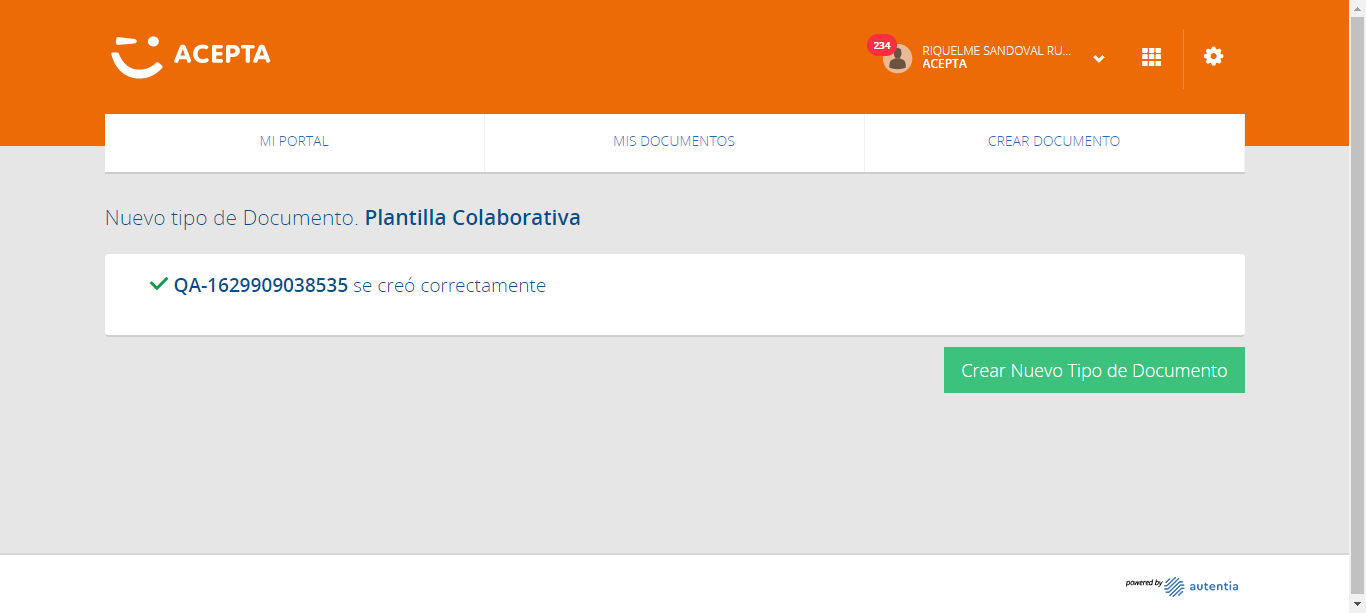 ACEPTA
234
RIQUELME SANDOVAL RU...
ACEPTA
MI PORTAL
MIS DOCUMENTOS
CREAR DOCUMENTO
Nuevo tipo de Documento. Plantilla Colaborativa
QA-1629909038535 se creó correctamente
Crear Nuevo Tipo de Documento
powered by autentia